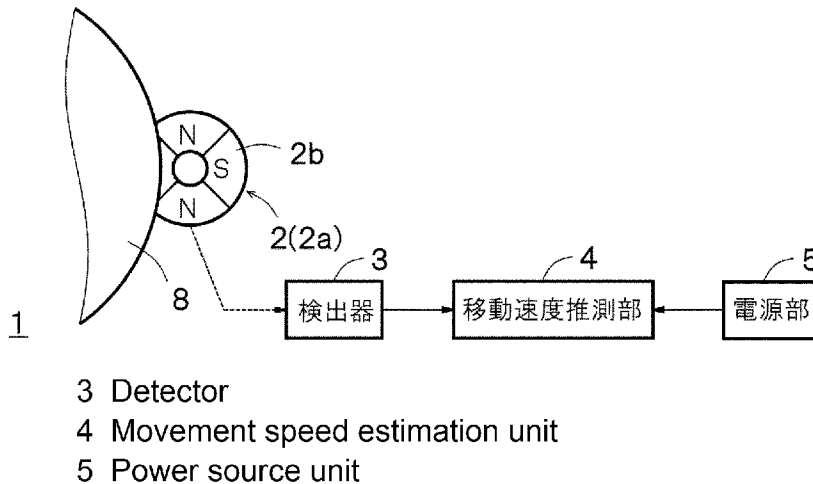 N
S
2b
N
2(2a)
8
1
3
4
5
検出器
移動速度推測部
電源部
3 Detector
4 Movement speed estimation unit
5 Power source unit